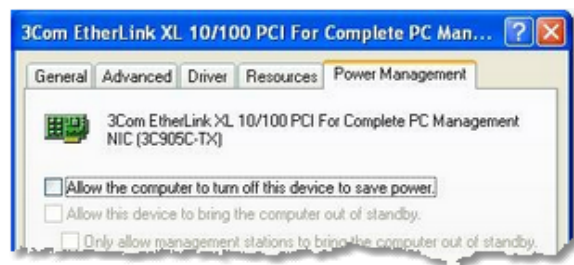 3Com EtherLink XL 10/100 PCI For Complete PC Man...
General Advanced Driver Resources Power Management
3Com EtherLink XL 10/100 PCI For Complete PC Management
NIC (3C905C-TX)
Allow the computer to turn off this device to save power.
Allow this device to bring the computer out of standby.
Only allow management stations to bring the computer out of standby.